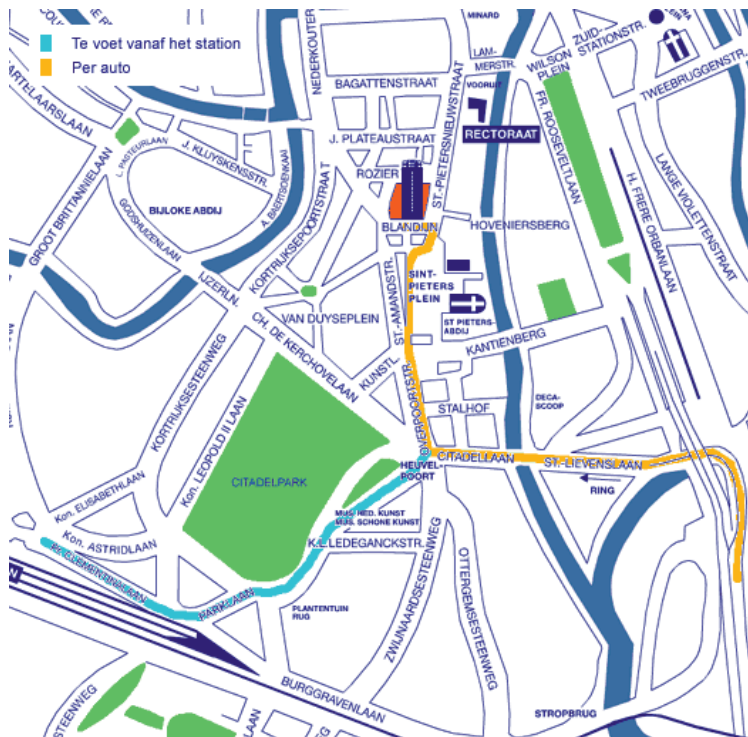 Te voet vanaf het station
Per auto
MINARD
PLEIN
ZUID-
STATIONSTR.
WILSON
PLEIN
LAM-
MERSTR.
TWEEBRUGGENSTR.
NEDERKOUTER
BAGATTENSTRAAT
VOORUIT
J. PLATEAUSTRAAT
RECTORAAT
ST.-PIETERSNIEUWSTRAAT
FR. ROOSEVELTLAAN
ROZIER
L. PASTEURLAAN
J. KLUYSKENSSTR.
A. BAERTSOENKAAI
KORTRIJKSEPOORTSTRAAT
H. FRERE ORBANLAAN
LANGE VIOLETTENSTRAAT
GROOT BRITTANNIELAAN
BIJLOKE ABDIJ
GODSHUIZENLAAN
BLANDIJN
HOVENIERSBERG
IJZERLN.
SINT-
PIETERS
PLEIN
ST.-AMANDSTR.
ST PIETERS-
ABDIJ
VAN DUYSEPLEIN
KANTIENBERG
CH. DE KERCHOVELAAN
KUNSTL.
KORTRIJKSESTEENWEG
OVERPOORTSTR.
STALHOF
DECA-
SCOOP
Kon. LEOPOLD II LAAN
CITADELLAAN
ST.-LIEVENSLAAN
HEUVEL-
POORT
CITADELPARK
RING
Kon. ELISABETHLAAN
MUS. HED. KUNST
MUS. SCHONE KUNST
Kon. ASTRIDLAAN
K.L. LEDEGANCKSTR.
CLEMENTINALAAN
PARKLAAN
PLANTENTUIN
RUG
ZWIJNAARDSESTEENWEG
OTTERGEMSESTEENWEG
BURGGRAVENLAAN
STROPBRUG